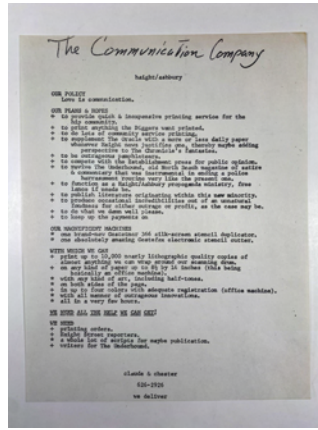 The Communication Company
haight/ashbury
OUR POLICY
Love is communication.
OUR PLANS & HOPES
+ to provide quick & inexpensive printing service for the
hip community.
+ to print anything the Diggers want printed.
+ to do lots of community service printing.
+ to supplement The Oracle with a more or less daily paper
whenever Haight news justifies one, thereby maybe adding
perspective to The Chronicle's fantasies.
+ to be outrageous pamphleteers.
+ to compete with the Establishment press for public opinion.
+ to revive The Underhound, old North Beach magazine of satire
& commentary that was instrumental in ending a police
harrassment routine very like the present one.
+ to function as a Haight/Ashbury propaganda ministry, free
lance if needs be.
+ to publish literature originating within this new minority.
+ to produce occasional incredibilities out of an unnatural
fondness for either outrage or profit, as the case may be.
+ to do what we damn well please.
+ to keep up the payments on
OUR MAGNIFICENT MACHINES
+ one brand-new Gestetner 366 silk-screen stencil duplicator.
+ one absolutely amazing Gestefax electronic stencil cutter.
WITH WHICH WE CAN
+ print up to 10,000 nearly lithographic quality copies of
almost anything we can wrap around our scanning drum.
+ on any kind of paper up to 8½ by 14 inches (this being
basically an office machine).
+ with any kind of art, including half-tones.
+ on both sides of the page.
+ in up to four colors with adequate registration (office machine).
+ with all manner of outrageous innovations.
+ all in a very few hours.
WE NEED ALL THE HELP WE CAN GET!
WE NEED
+ printing orders.
+ Haight Street reporters.
+ a whole lot of scripts for maybe publication.
+ writers for The Underhound.
claude & chester
626-2926
we deliver